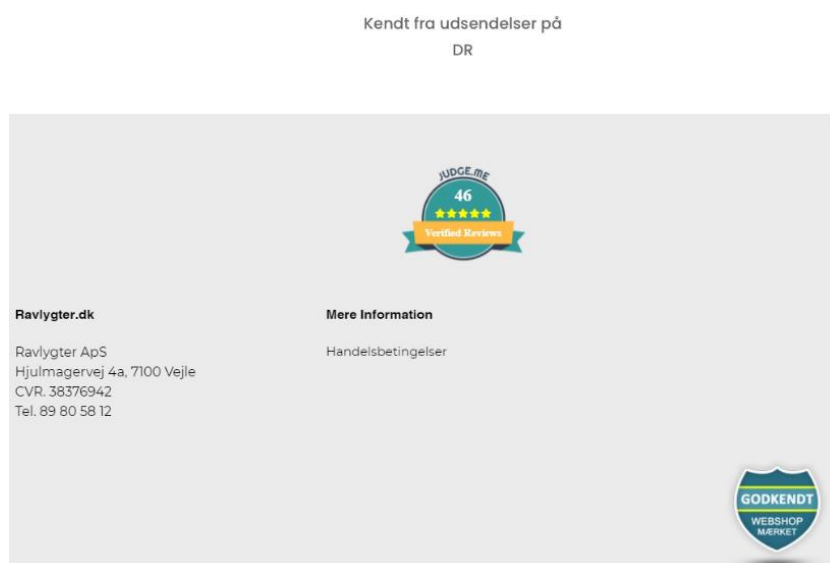 Kendt fra udsendelser på
DR
JUDGE.me
46
Verified Reviews
Ravlygter.dk
Ravlygter ApS
Hjulmagervej 4a, 7100 Vejle
CVR. 38376942
Tel. 89 80 58 12
Mere Information
Handelsbetingelser
GODKENDT
WEBSHOP
MÆRKET